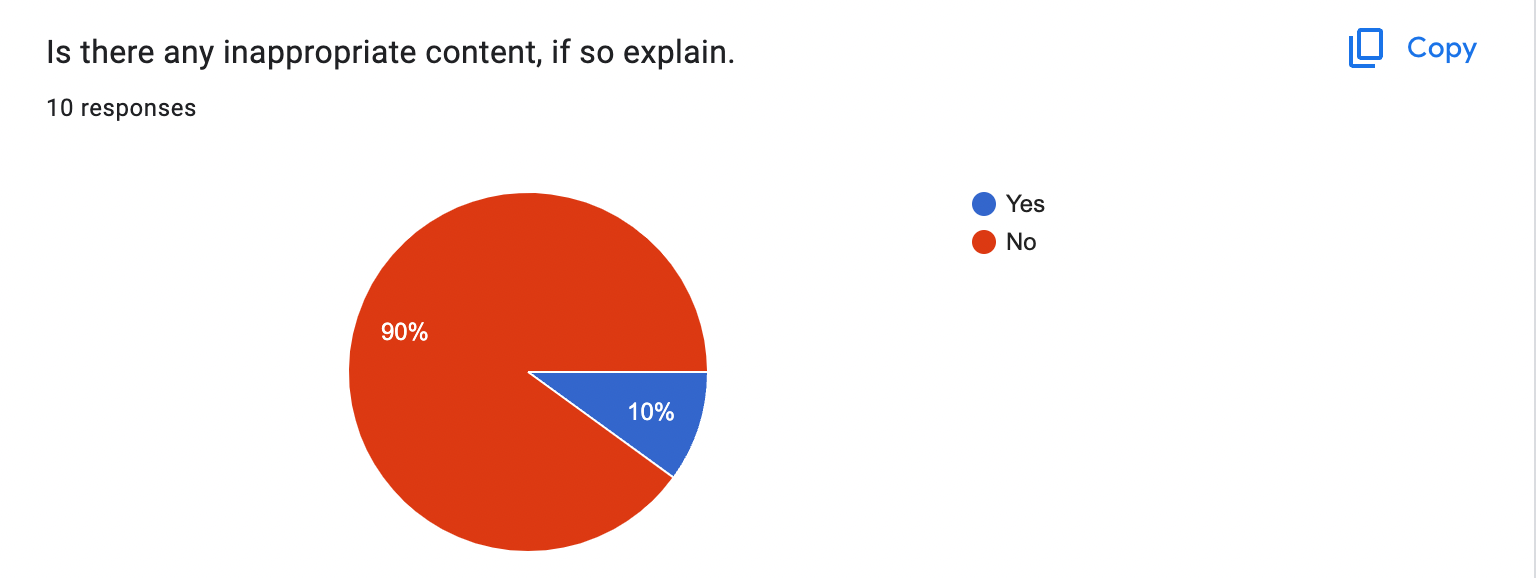 Is there any inappropriate content, if so explain.
Copy
10 responses
Yes
No
90%
10%